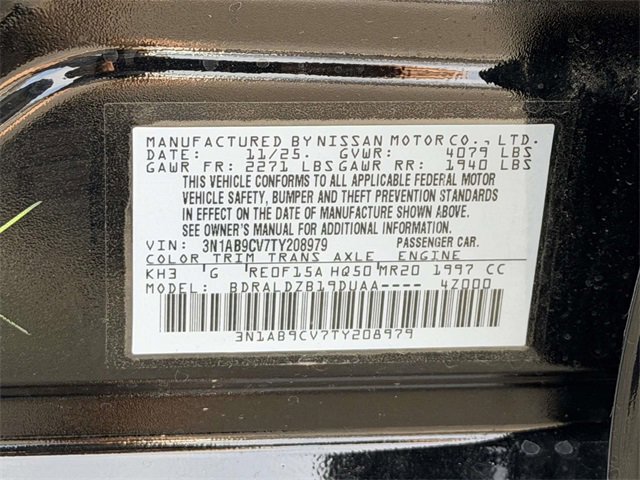 MANUFACTURED BY NISSAN MOTOR CO., LTD.
DATE: 11/25. GVWR: 4079 LBS
GAWR FR: 2271 LBS GAWR RR: 1940 LBS
THIS VEHICLE CONFORMS TO ALL APPLICABLE FEDERAL MOTOR
VEHICLE SAFETY, BUMPER AND THEFT PREVENTION STANDARDS
IN EFFECT ON THE DATE OF MANUFACTURE SHOWN ABOVE.
SEE OWNER'S MANUAL FOR ADDITIONAL INFORMATION.
VIN: 3N1AB9CV7TY208979 PASSENGER CAR.
COLOR TRIM TRANS AXLE ENGINE
KH3 G RE0F15A HQ50 MR20 1997 CC
MODEL: BDRALDZB19DUAA---- 4Z000
3N1AB9CV7TY208979